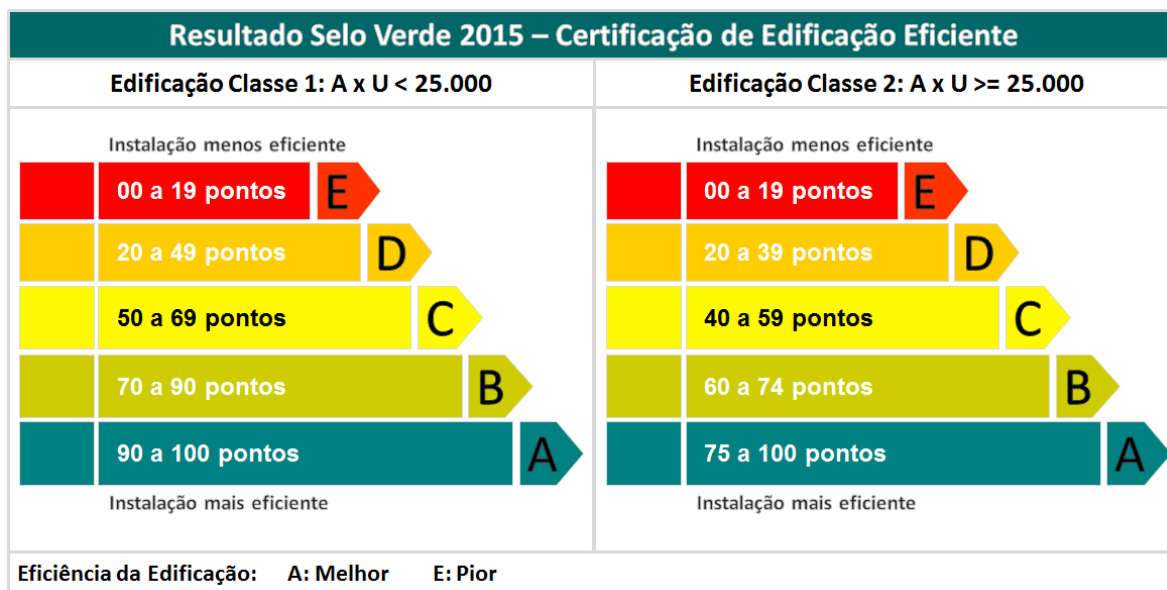 Resultado Selo Verde 2015 – Certificação de Edificação Eficiente
Edificação Classe 1: A x U < 25.000
Edificação Classe 2: A x U >= 25.000
Instalação menos eficiente
00 a 19 pontos E
20 a 49 pontos D
50 a 69 pontos C
70 a 90 pontos B
90 a 100 pontos A
Instalação mais eficiente
Instalação menos eficiente
00 a 19 pontos E
20 a 39 pontos D
40 a 59 pontos C
60 a 74 pontos B
75 a 100 pontos A
Instalação mais eficiente
Eficiência da Edificação: A: Melhor E: Pior